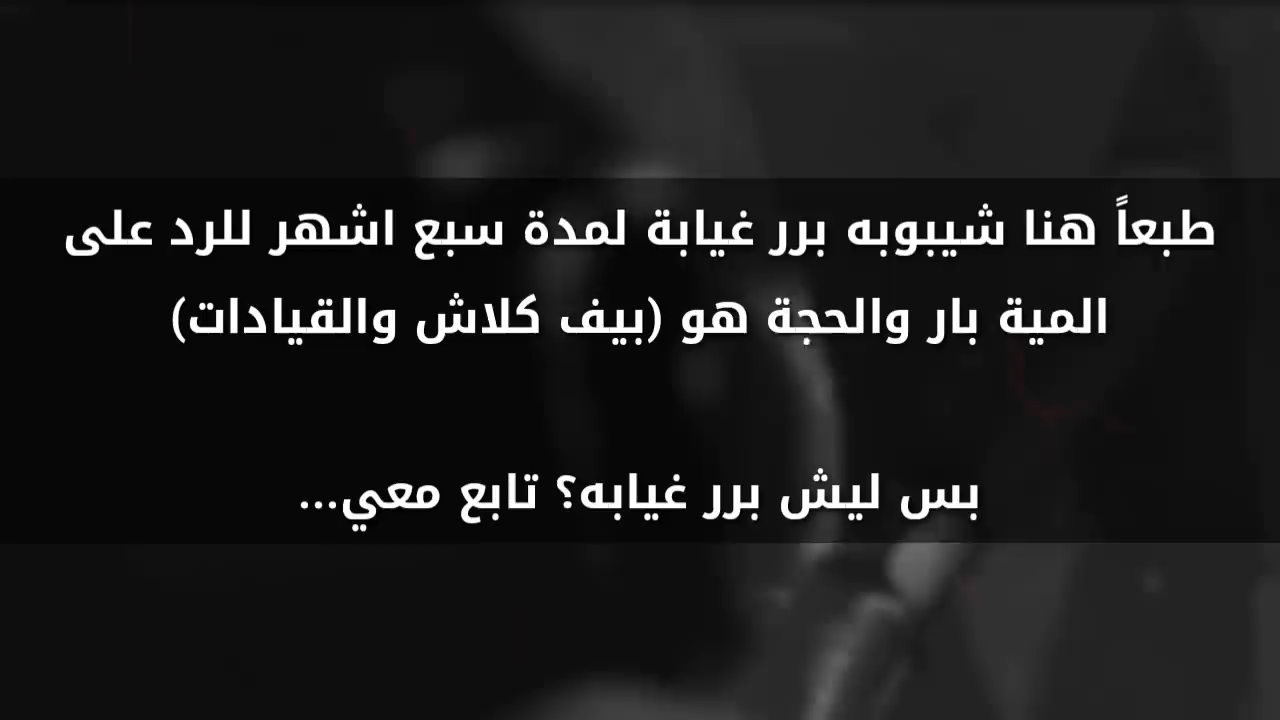 طبعاً هنا شيبوبه برر غيابة لمدة سبع اشهر للرد على
المية بار والحجة هو (بيف كلاش والقيادات)
بس ليش برر غيابه؟ تابع معي...